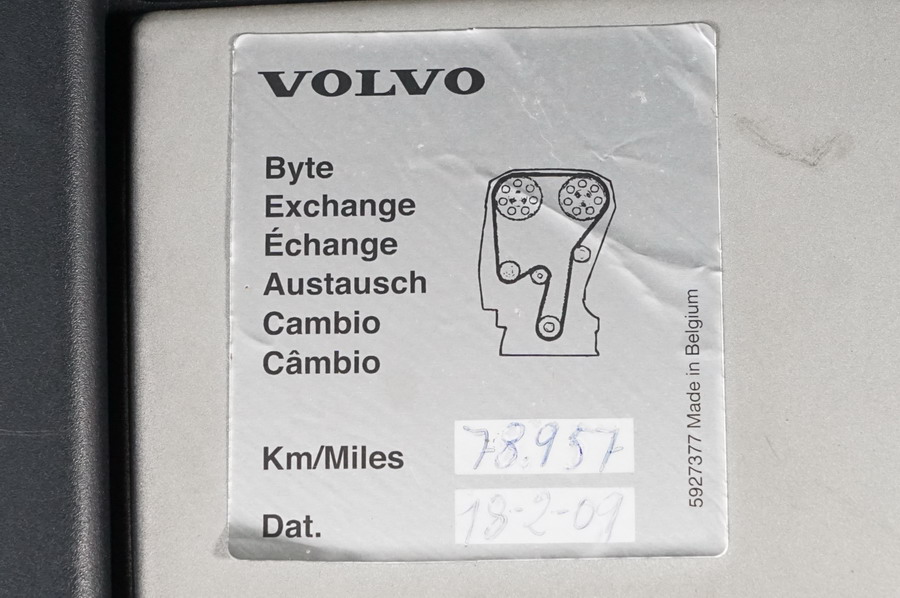 VOLVO
Byte
Exchange
Échange
Austausch
Cambio
Câmbio
Km/Miles 78.957
Dat. 18-2-09
5927377 Made in Belgium